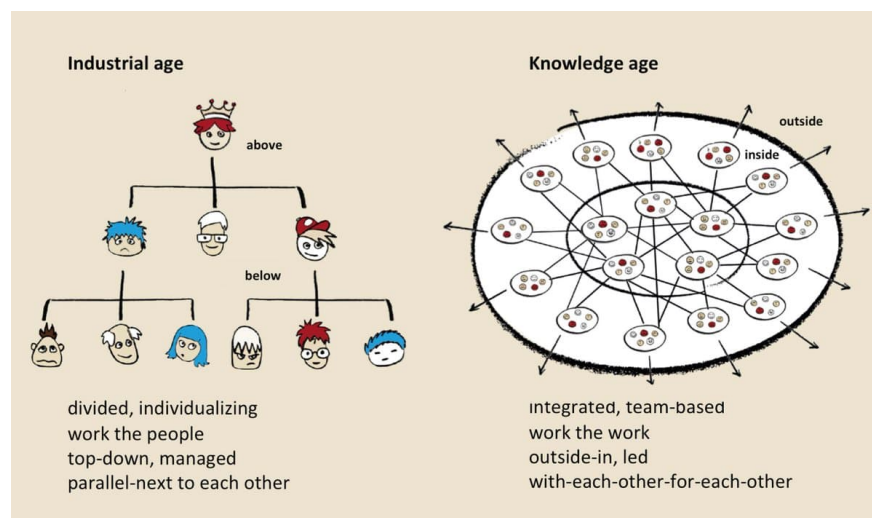 Industrial age
above
below
divided, individualizing
work the people
top-down, managed
parallel-next to each other
Knowledge age
outside
inside
integrated, team-based
work the work
outside-in, led
with-each-other-for-each-other